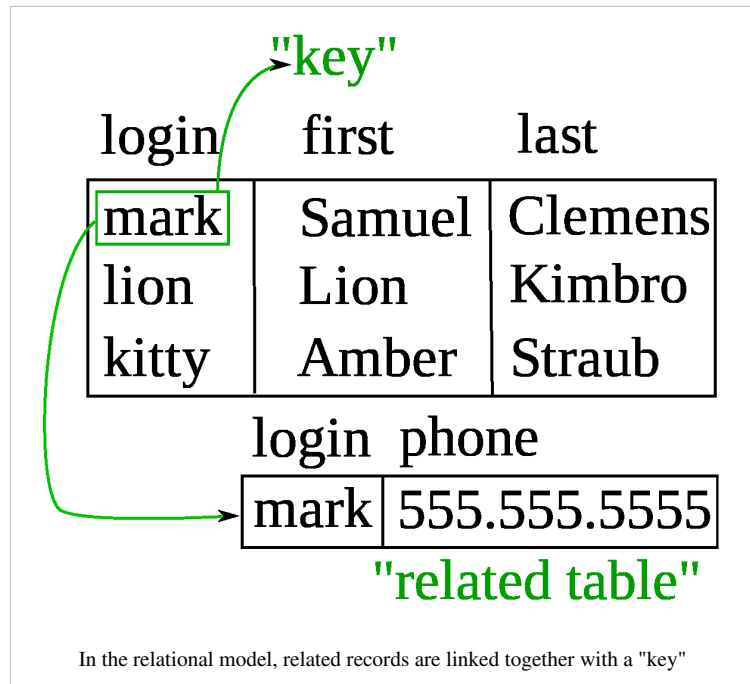 "key"
login first last
mark Samuel Clemens
lion Lion Kimbro
kitty Amber Straub
login phone
mark 555.555.5555
"related table"
In the relational model, related records are linked together with a "key"